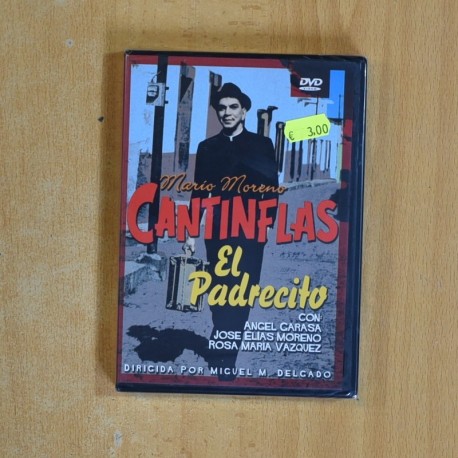 DVD
VIDEO
€ 3,00
Mario Moreno
CANTINFLAS
El
Padrecito
CON:
ANGEL GARASA
JOSE ELIAS MORENO
ROSA MARIA VAZQUEZ
DIRIGIDA POR MIGUEL M. DELGADO